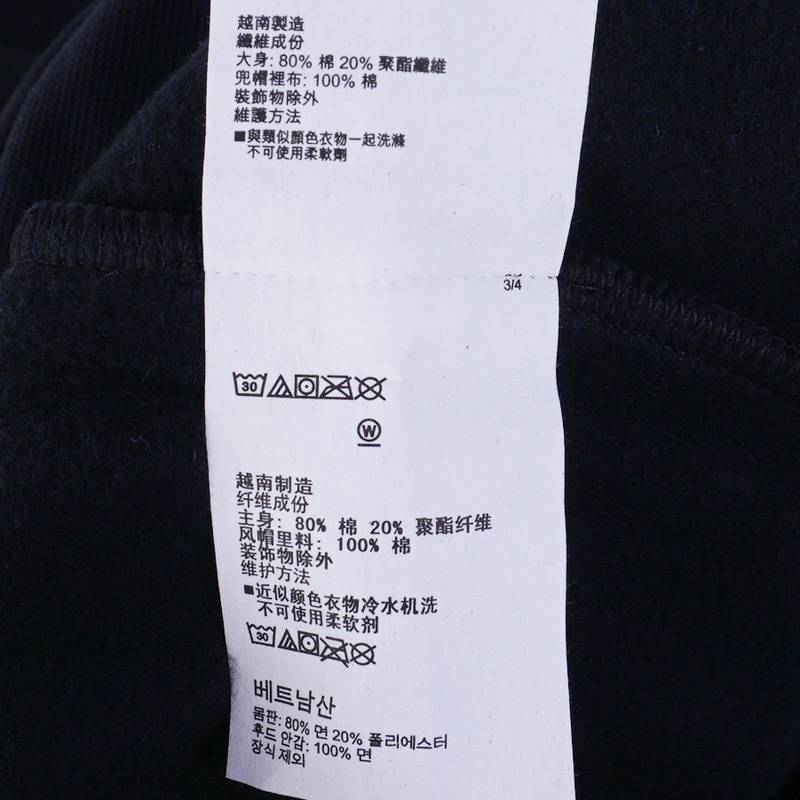 越南製造
纖維成份
大身: 80% 棉 20% 聚酯纖維
兜帽裡布: 100% 棉
裝飾物除外
維護方法
■與類似顏色衣物一起洗滌
不可使用柔軟劑
3/4
30
W
越南制造
纤维成份
主身: 80% 棉 20% 聚酯纤维
风帽里料: 100% 棉
装饰物除外
维护方法
■近似颜色衣物冷水机洗
不可使用柔软剂
30
베트남산
몸판: 80% 면 20% 폴리에스터
후드 안감: 100% 면
장식 제외